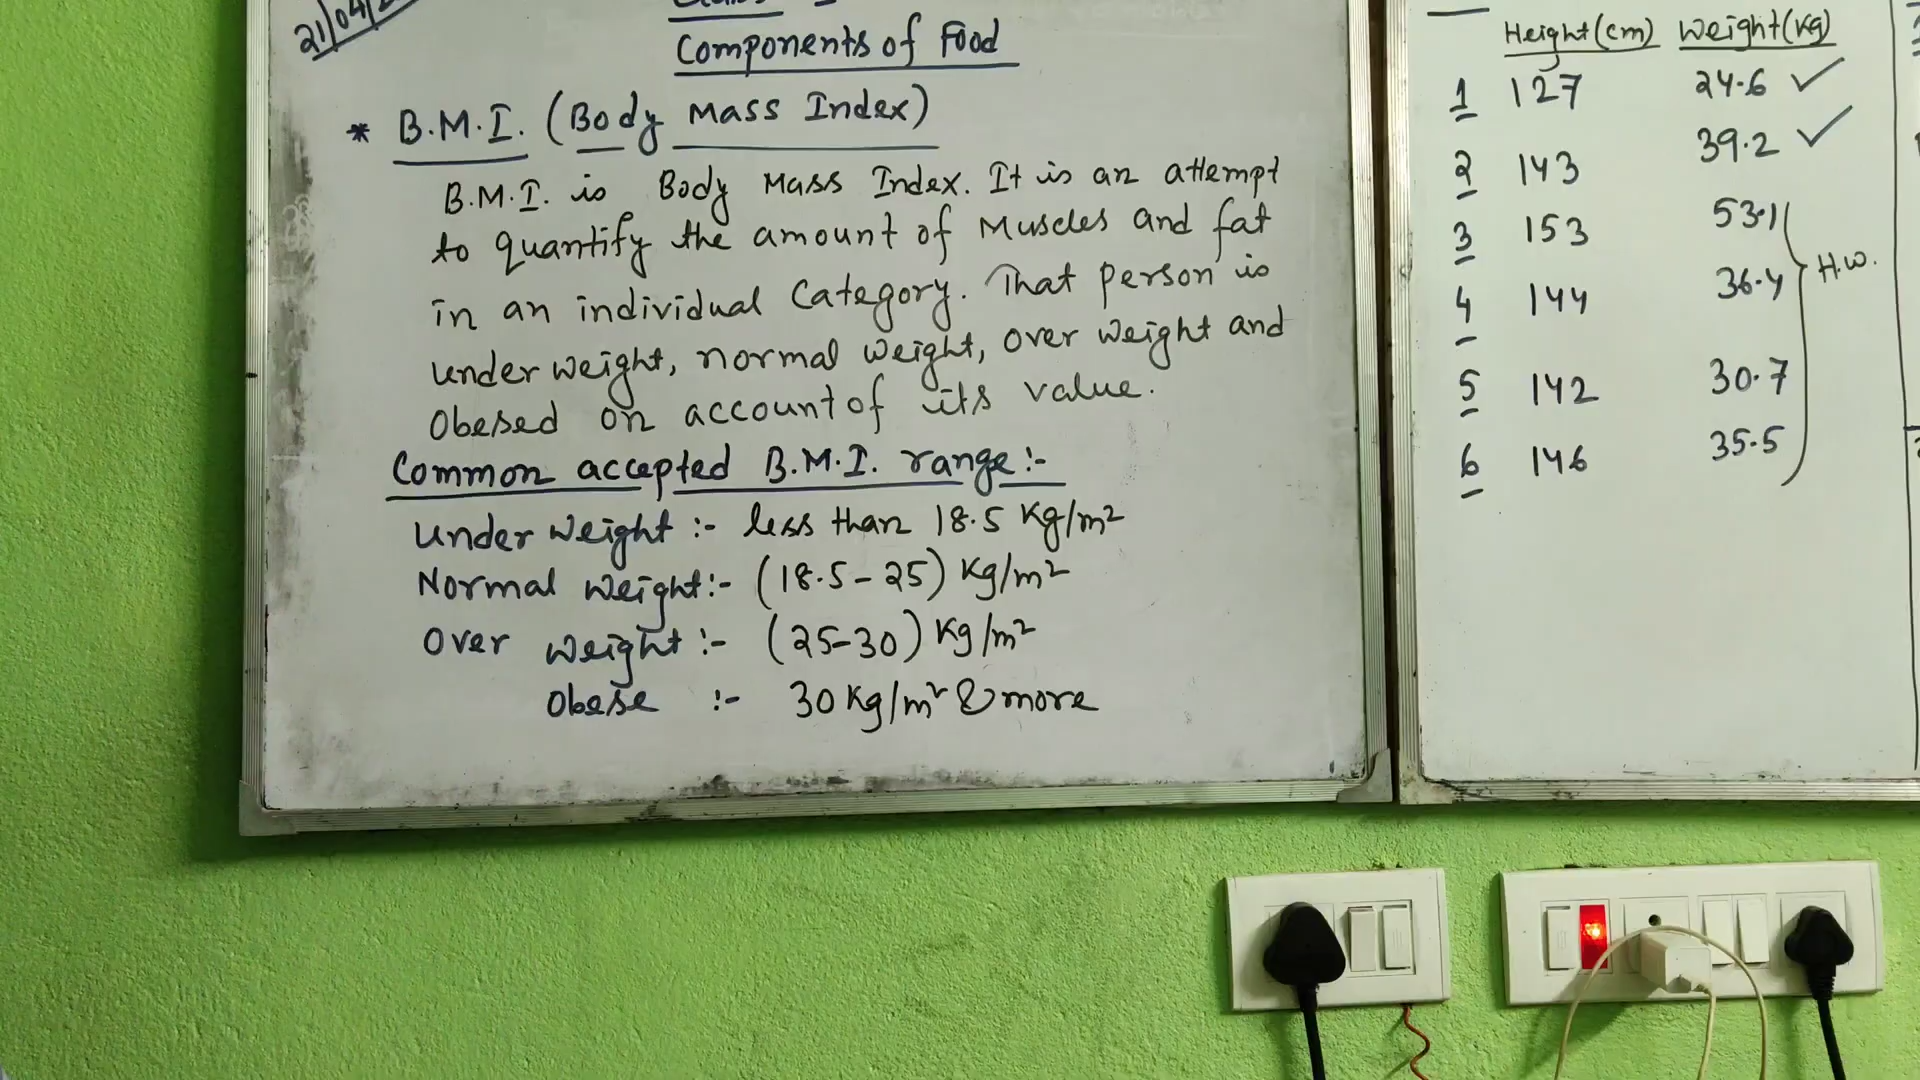 Components of Food
* B.M.I. (Body Mass Index)
B.M.I. is Body Mass Index. It is an attempt
to quantify the amount of Muscles and fat
in an individual Category. That person is
under weight, normal weight, over weight and
Obesed on account of its value.
Common accepted B.M.I. range:-
Under weight :- less than 18.5 Kg/m²
Normal weight:- (18.5-25) Kg/m²
Over weight :- (25-30) Kg/m²
Obese :- 30 Kg/m² & more
Height(cm) Weight(Kg)
1 127 24.6 ✓
2 143 39.2 ✓
3 153 53.1
4 144 36.4
H.W.
5 142 30.7
6 146 35.5